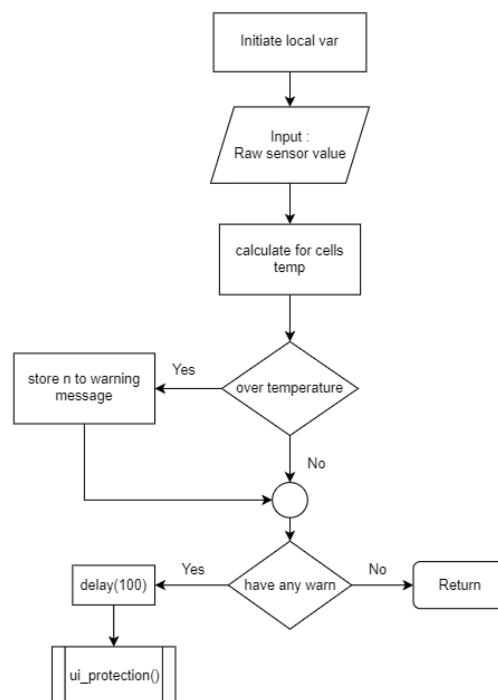 Initiate local var
Input :
Raw sensor value
calculate for cells
temp
over temperature
Yes
store n to warning
message
No
have any warn
Yes
No
delay(100)
Return
ui_protection()